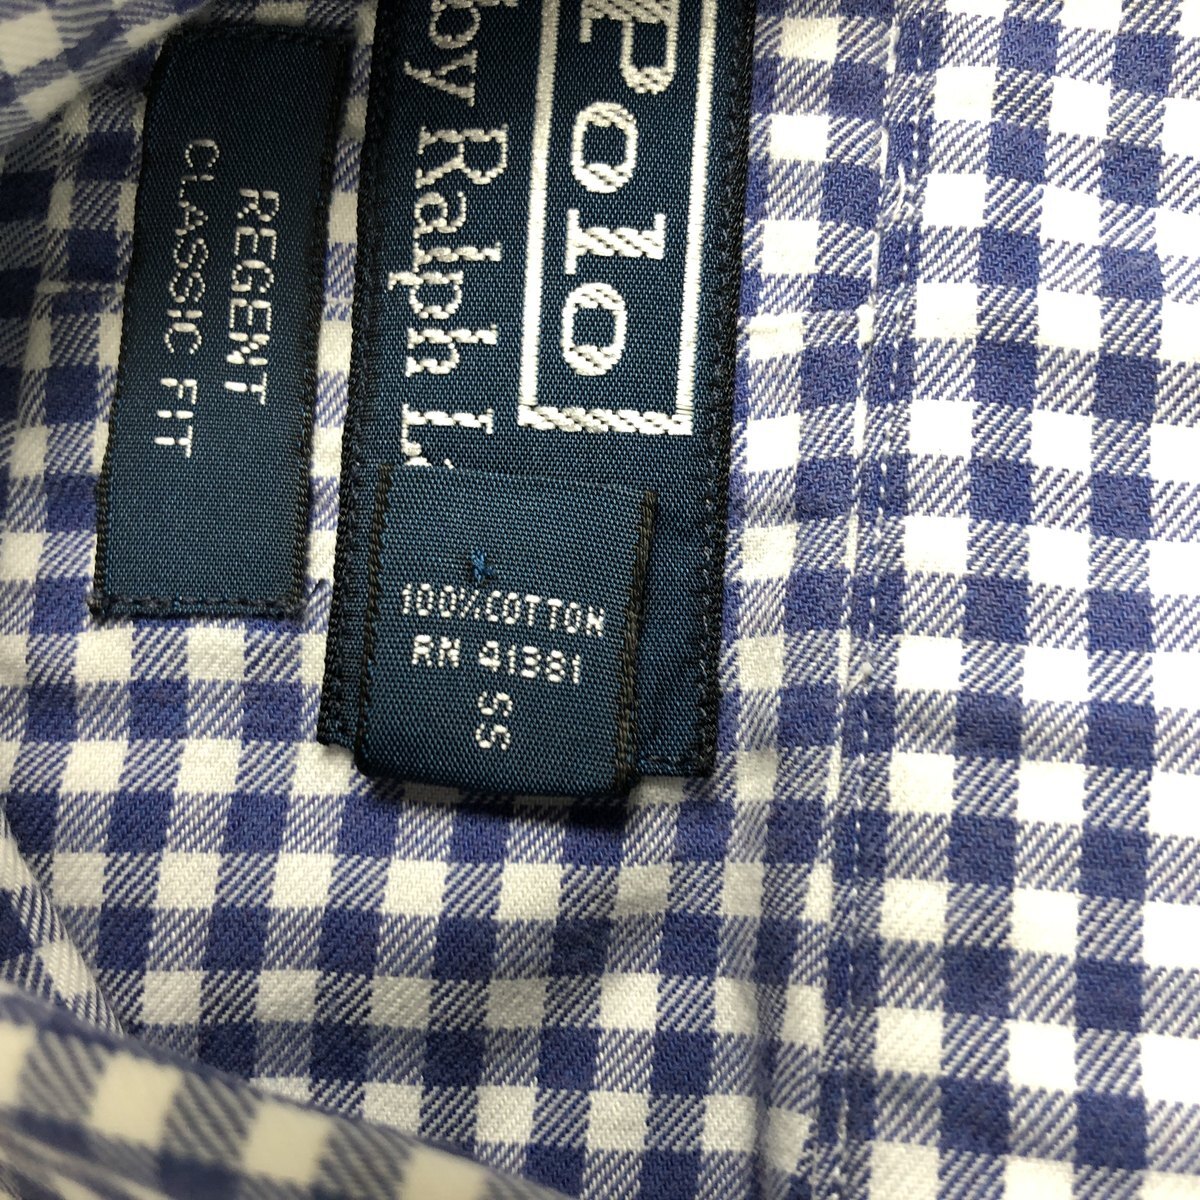 Polo
by Ralph L
REGENT
CLASSIC FIT
100% COTTON
RN 41381
SS